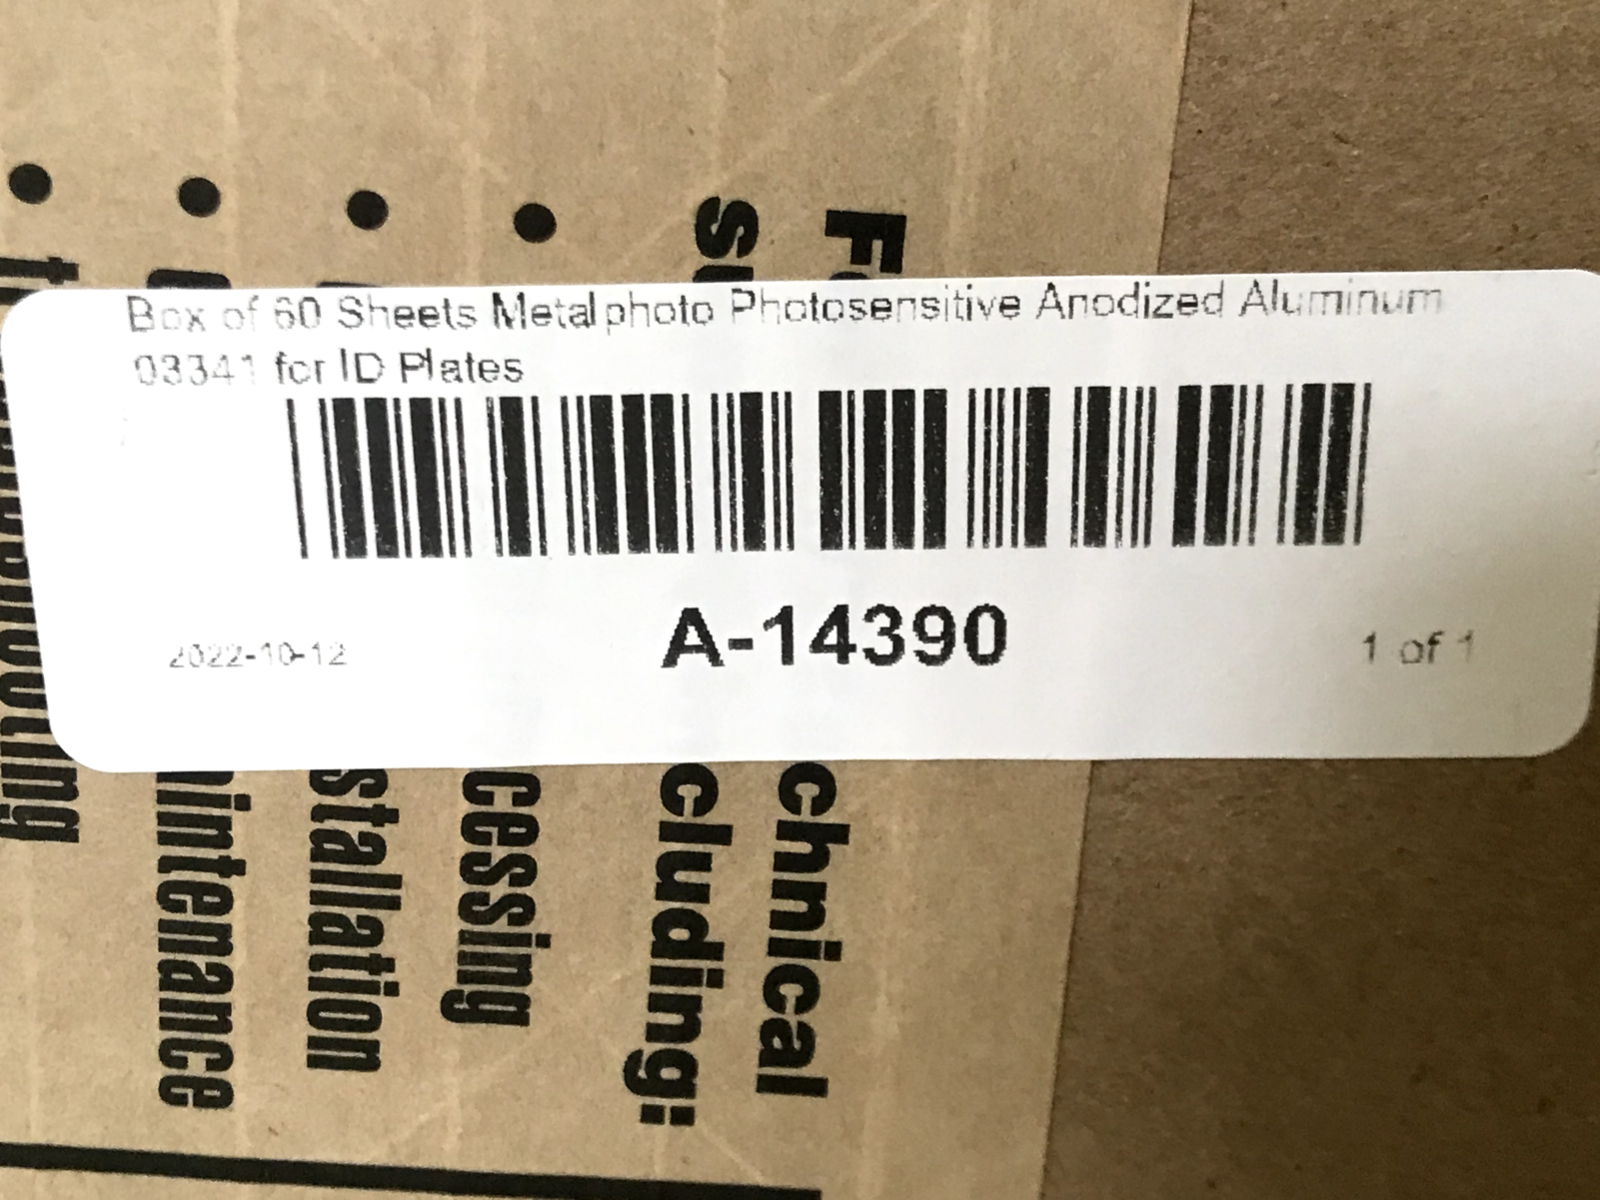 Box of 60 Sheets Metalphoto Photosensitive Anodized Aluminum
03341 for ID Plates
A-14390
2022-10-12
1 of 1
chnical
cluding:
• cessing
• stallation
• intenance
•